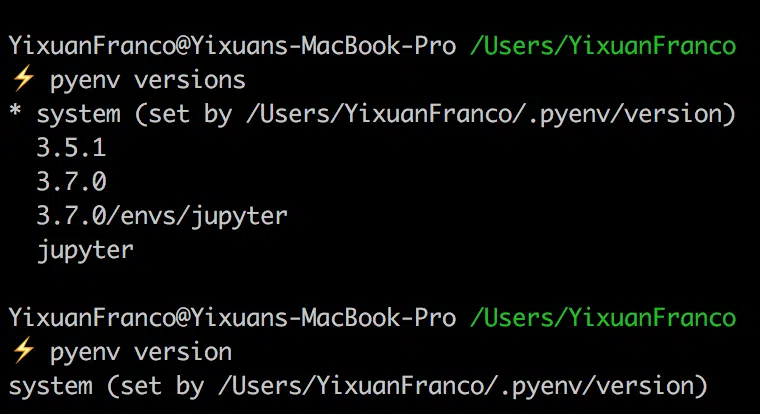 YixuanFranco@Yixuans-MacBook-Pro /Users/YixuanFranco
⚡ pyenv versions
* system (set by /Users/YixuanFranco/.pyenv/version)
3.5.1
3.7.0
3.7.0/envs/jupyter
jupyter
YixuanFranco@Yixuans-MacBook-Pro /Users/YixuanFranco
⚡ pyenv version
system (set by /Users/YixuanFranco/.pyenv/version)